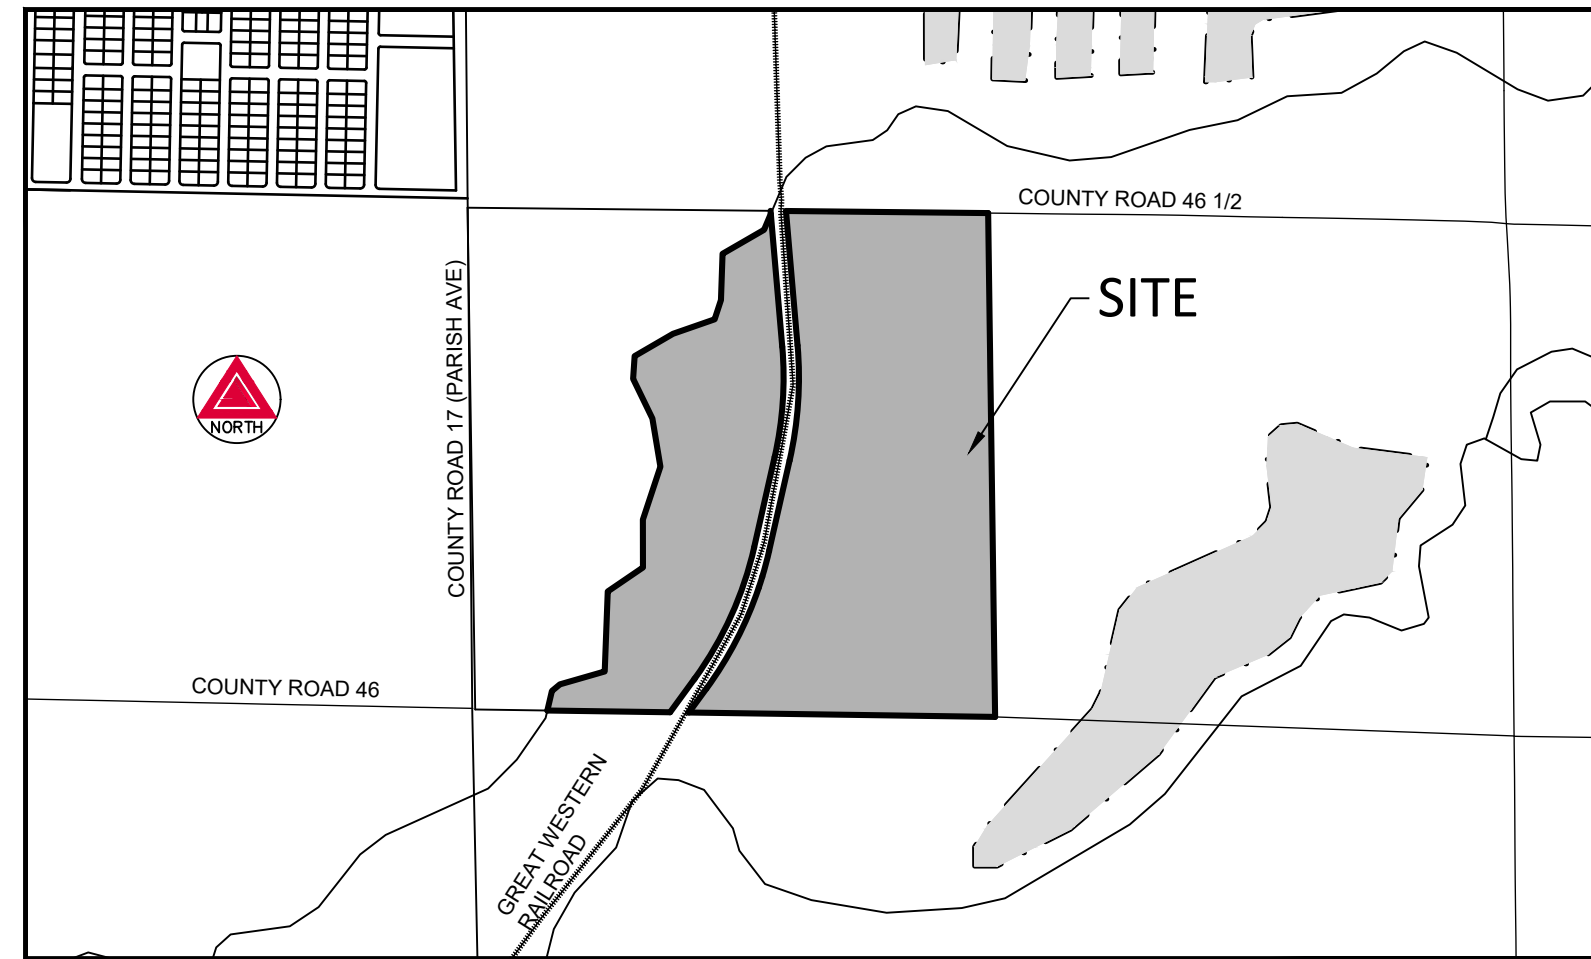 COUNTY ROAD 46 1/2
SITE
COUNTY ROAD 17 (PARISH AVE)
NORTH
COUNTY ROAD 46
GREAT WESTERN
RAILROAD